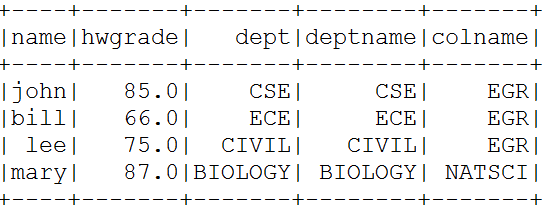 +----+-------+-------+--------+-------+
|name|hwgrade|   dept|deptname|colname|
+----+-------+-------+--------+-------+
|john|   85.0|    CSE|     CSE|    EGR|
|bill|   66.0|    ECE|     ECE|    EGR|
| lee|   75.0|  CIVIL|   CIVIL|    EGR|
|mary|   87.0|BIOLOGY| BIOLOGY| NATSCI|
+----+-------+-------+--------+-------+